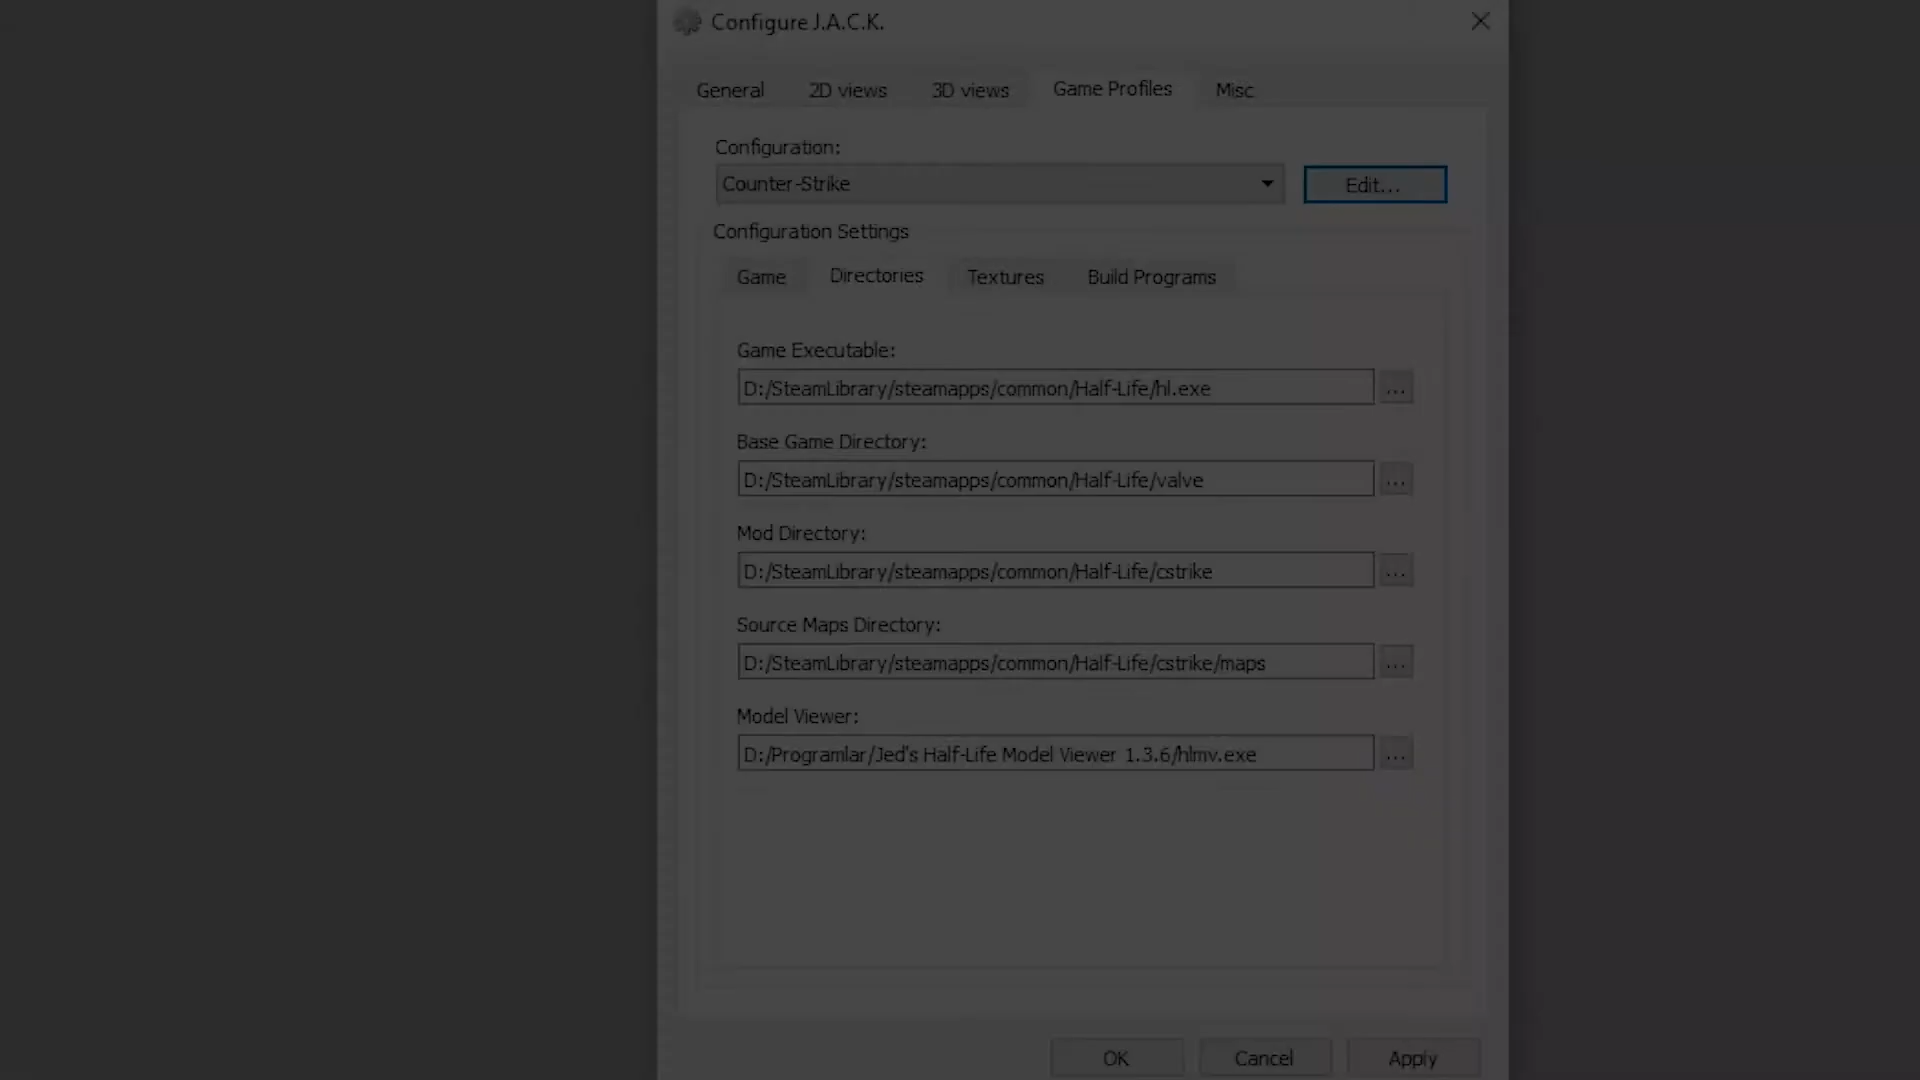 Configure J.A.C.K.
General 2D views 3D views Game Profiles Misc
Configuration:
Counter-Strike Edit...
Configuration Settings
Game Directories Textures Build Programs
Game Executable:
D:/SteamLibrary/steamapps/common/Half-Life/hl.exe ...
Base Game Directory:
D:/SteamLibrary/steamapps/common/Half-Life/valve ...
Mod Directory:
D:/SteamLibrary/steamapps/common/Half-Life/cstrike ...
Source Maps Directory:
D:/SteamLibrary/steamapps/common/Half-Life/cstrike/maps ...
Model Viewer:
D:/Programlar/Jed's Half-Life Model Viewer 1.3.6/hlmv.exe ...
OK Cancel Apply